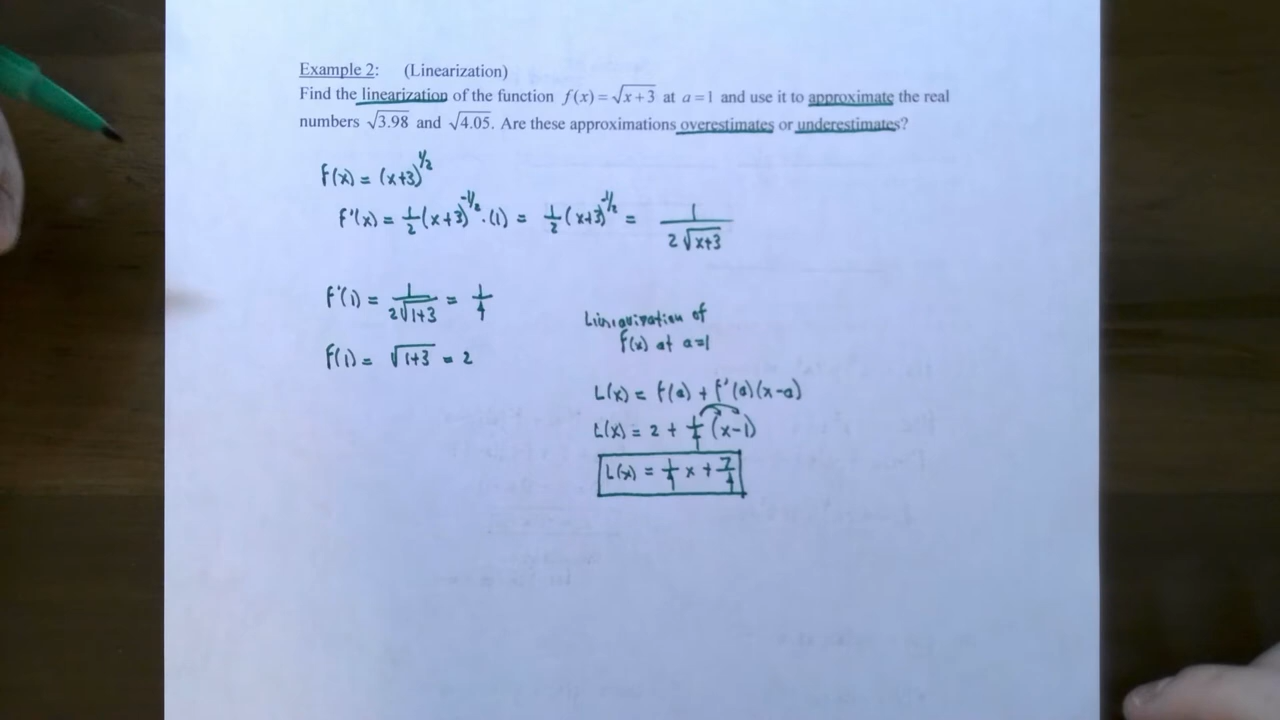 Example 2: (Linearization)
Find the linearization of the function f(x) = √x+3 at a = 1 and use it to approximate the real
numbers √3.98 and √4.05. Are these approximations overestimates or underestimates?
f(x) = (x+3)^1/2
f'(x) = 1/2 (x+3)^-1/2 · (1) = 1/2 (x+3)^-1/2 = 1/(2√x+3)
f'(1) = 1/(2√1+3) = 1/4
f(1) = √1+3 = 2
Linearization of
f(x) at a=1
L(x) = f(a) + f'(a)(x-a)
L(x) = 2 + 1/4 (x-1)
L(x) = 1/4 x + 7/4